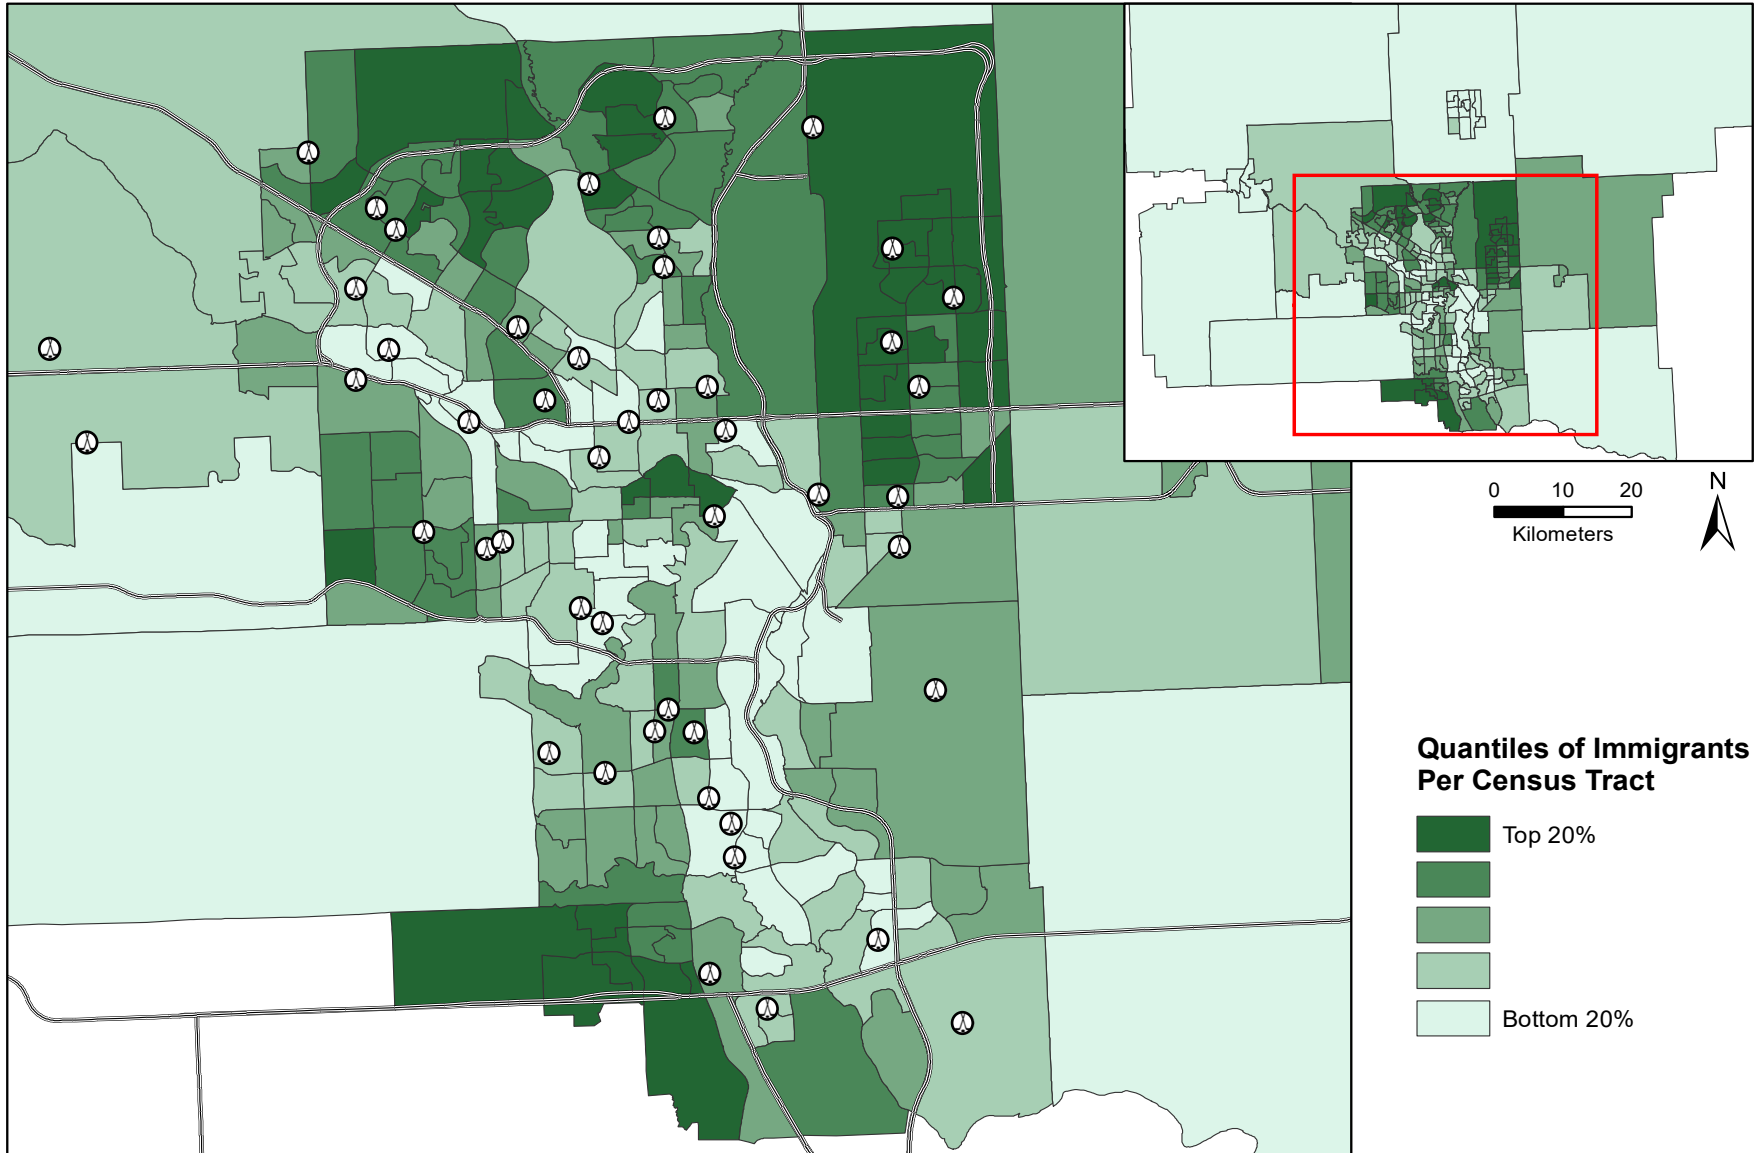 N
0 10 20
Kilometers
Quantiles of Immigrants
Per Census Tract
Top 20%
Bottom 20%